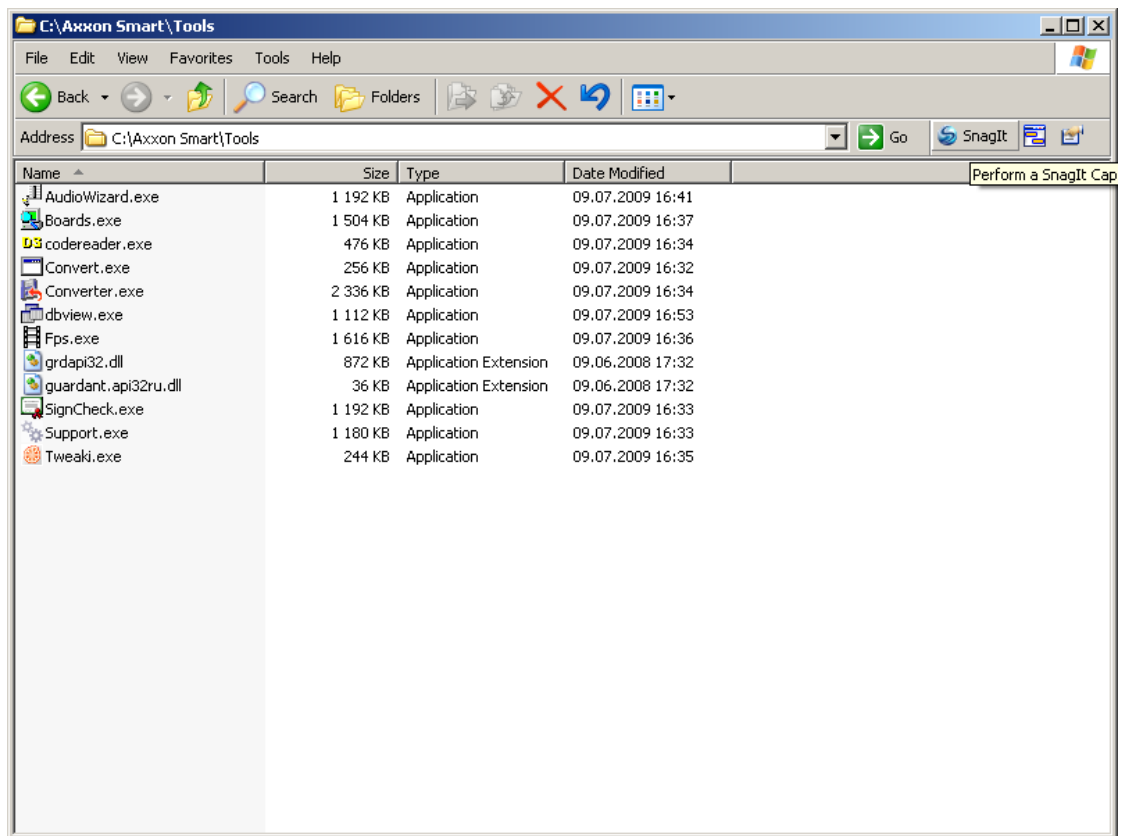 C:\Axxon Smart\Tools
File Edit View Favorites Tools Help
Back Search Folders
Address C:\Axxon Smart\Tools Go SnagIt
Perform a SnagIt Cap
Name Size Type Date Modified
AudioWizard.exe 1 192 KB Application 09.07.2009 16:41
Boards.exe 1 504 KB Application 09.07.2009 16:37
DS codereader.exe 476 KB Application 09.07.2009 16:34
Convert.exe 256 KB Application 09.07.2009 16:32
Converter.exe 2 336 KB Application 09.07.2009 16:34
dbview.exe 1 112 KB Application 09.07.2009 16:53
Fps.exe 1 616 KB Application 09.07.2009 16:36
grdapi32.dll 872 KB Application Extension 09.06.2008 17:32
guardant.api32ru.dll 36 KB Application Extension 09.06.2008 17:32
SignCheck.exe 1 192 KB Application 09.07.2009 16:33
Support.exe 1 180 KB Application 09.07.2009 16:33
Tweaki.exe 244 KB Application 09.07.2009 16:35